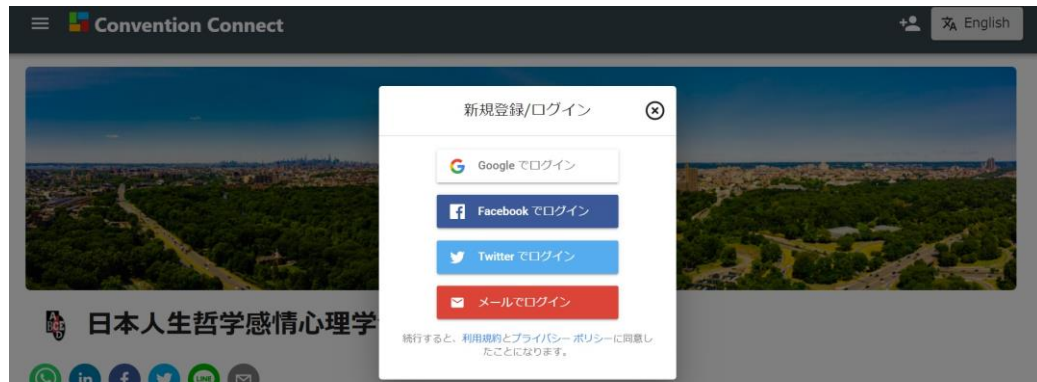 Convention Connect
English
新規登録/ログイン
Google でログイン
Facebook でログイン
Twitter でログイン
メールでログイン
続行すると、利用規約とプライバシー ポリシーに同意し
たことになります。
日本人生哲学感情心理学
LINE